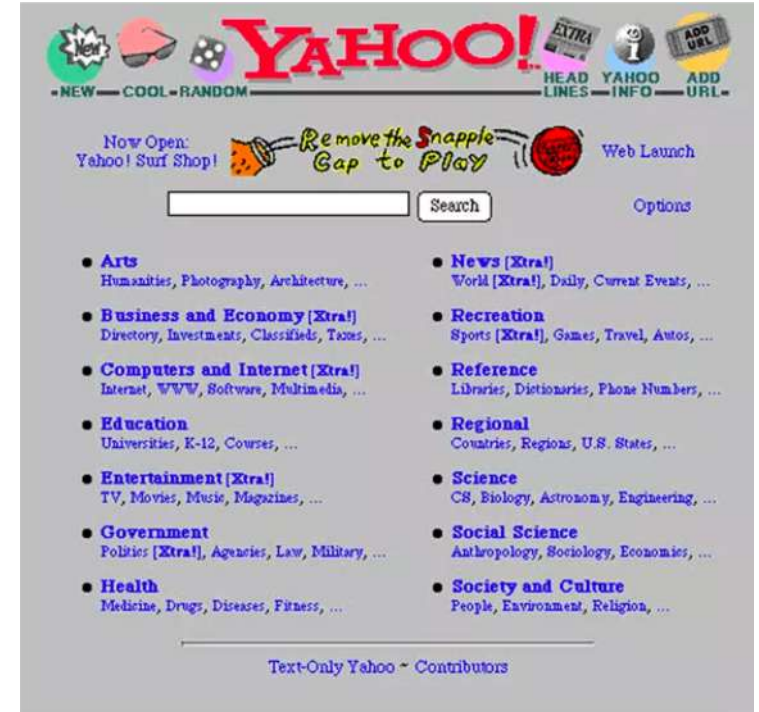 New
YAHOO!
EXTRA
i
ADD URL
NEW COOL RANDOM
HEAD LINES
YAHOO INFO
ADD URL
Now Open:
Yahoo! Surf Shop!
Remove the Snapple
Cap to Play
Web Launch
Search
Options
Arts
Humanities, Photography, Architecture, ...
Business and Economy [Xtra!]
Directory, Investments, Classifieds, Taxes, ...
Computers and Internet [Xtra!]
Internet, WWW, Software, Multimedia, ...
Education
Universities, K-12, Courses, ...
Entertainment [Xtra!]
TV, Movies, Music, Magazines, ...
Government
Politics [Xtra!], Agencies, Law, Military, ...
Health
Medicine, Drugs, Diseases, Fitness, ...
News [Xtra!]
World [Xtra!], Daily, Current Events, ...
Recreation
Sports [Xtra!], Games, Travel, Autos, ...
Reference
Libraries, Dictionaries, Phone Numbers, ...
Regional
Countries, Regions, U.S. States, ...
Science
CS, Biology, Astronomy, Engineering, ...
Social Science
Anthropology, Sociology, Economics, ...
Society and Culture
People, Environment, Religion, ...
Text-Only Yahoo ~ Contributors